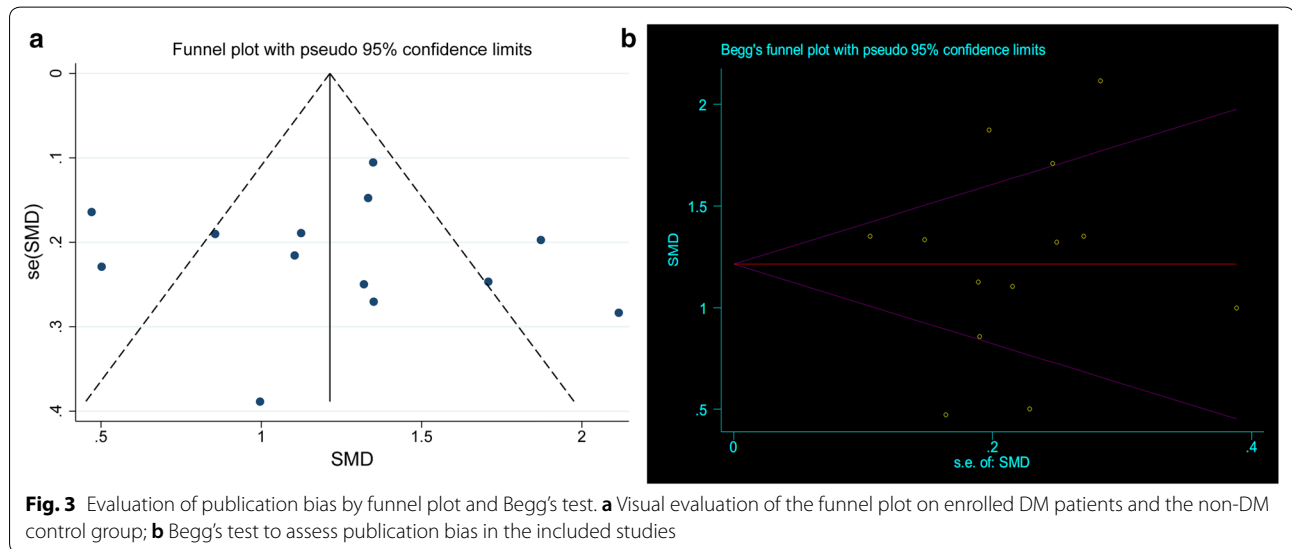 a
Funnel plot with pseudo 95% confidence limits
0
.1
.2
.3
.4
se(SMD)
.5
1
1.5
2
SMD
b
Begg's funnel plot with pseudo 95% confidence limits
2
1.5
1
.5
SMD
0
.2
.4
s.e. of: SMD
Fig. 3 Evaluation of publication bias by funnel plot and Begg’s test. a Visual evaluation of the funnel plot on enrolled DM patients and the non-DM
control group; b Begg’s test to assess publication bias in the included studies